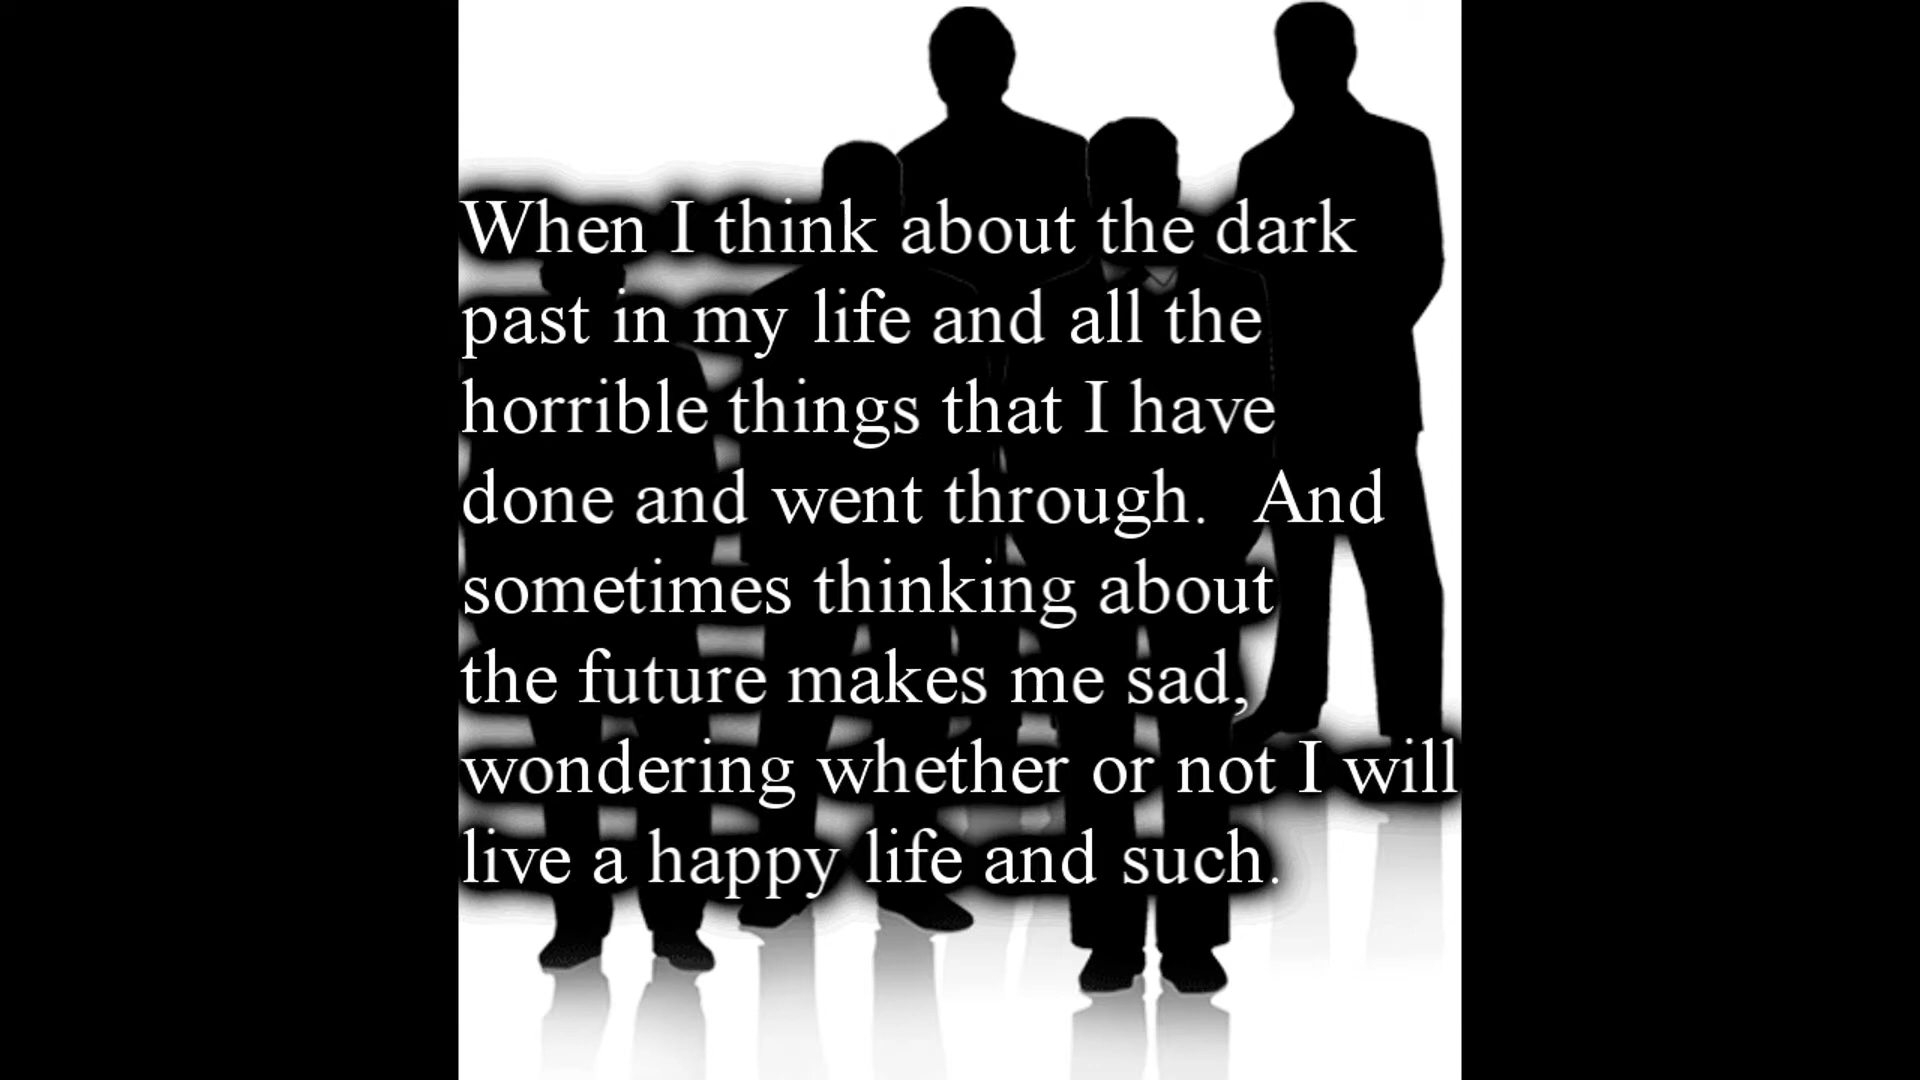 When I think about the dark
past in my life and all the
horrible things that I have
done and went through.  And
sometimes thinking about
the future makes me sad,
wondering whether or not I will
live a happy life and such.